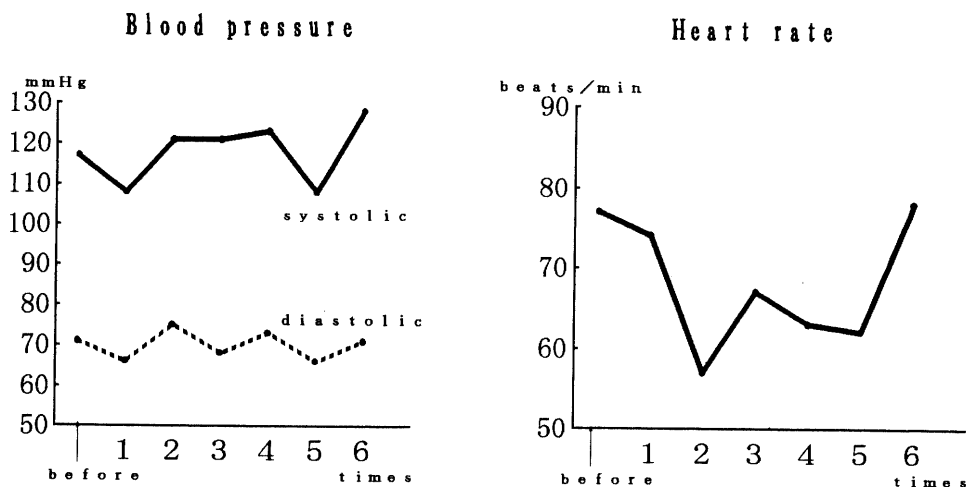 Blood pressure
mmHg
130
120
110
100
90
80
70
60
50
systolic
diastolic
1 2 3 4 5 6
before times
Heart rate
beats/min
90
80
70
60
50
1 2 3 4 5 6
before times